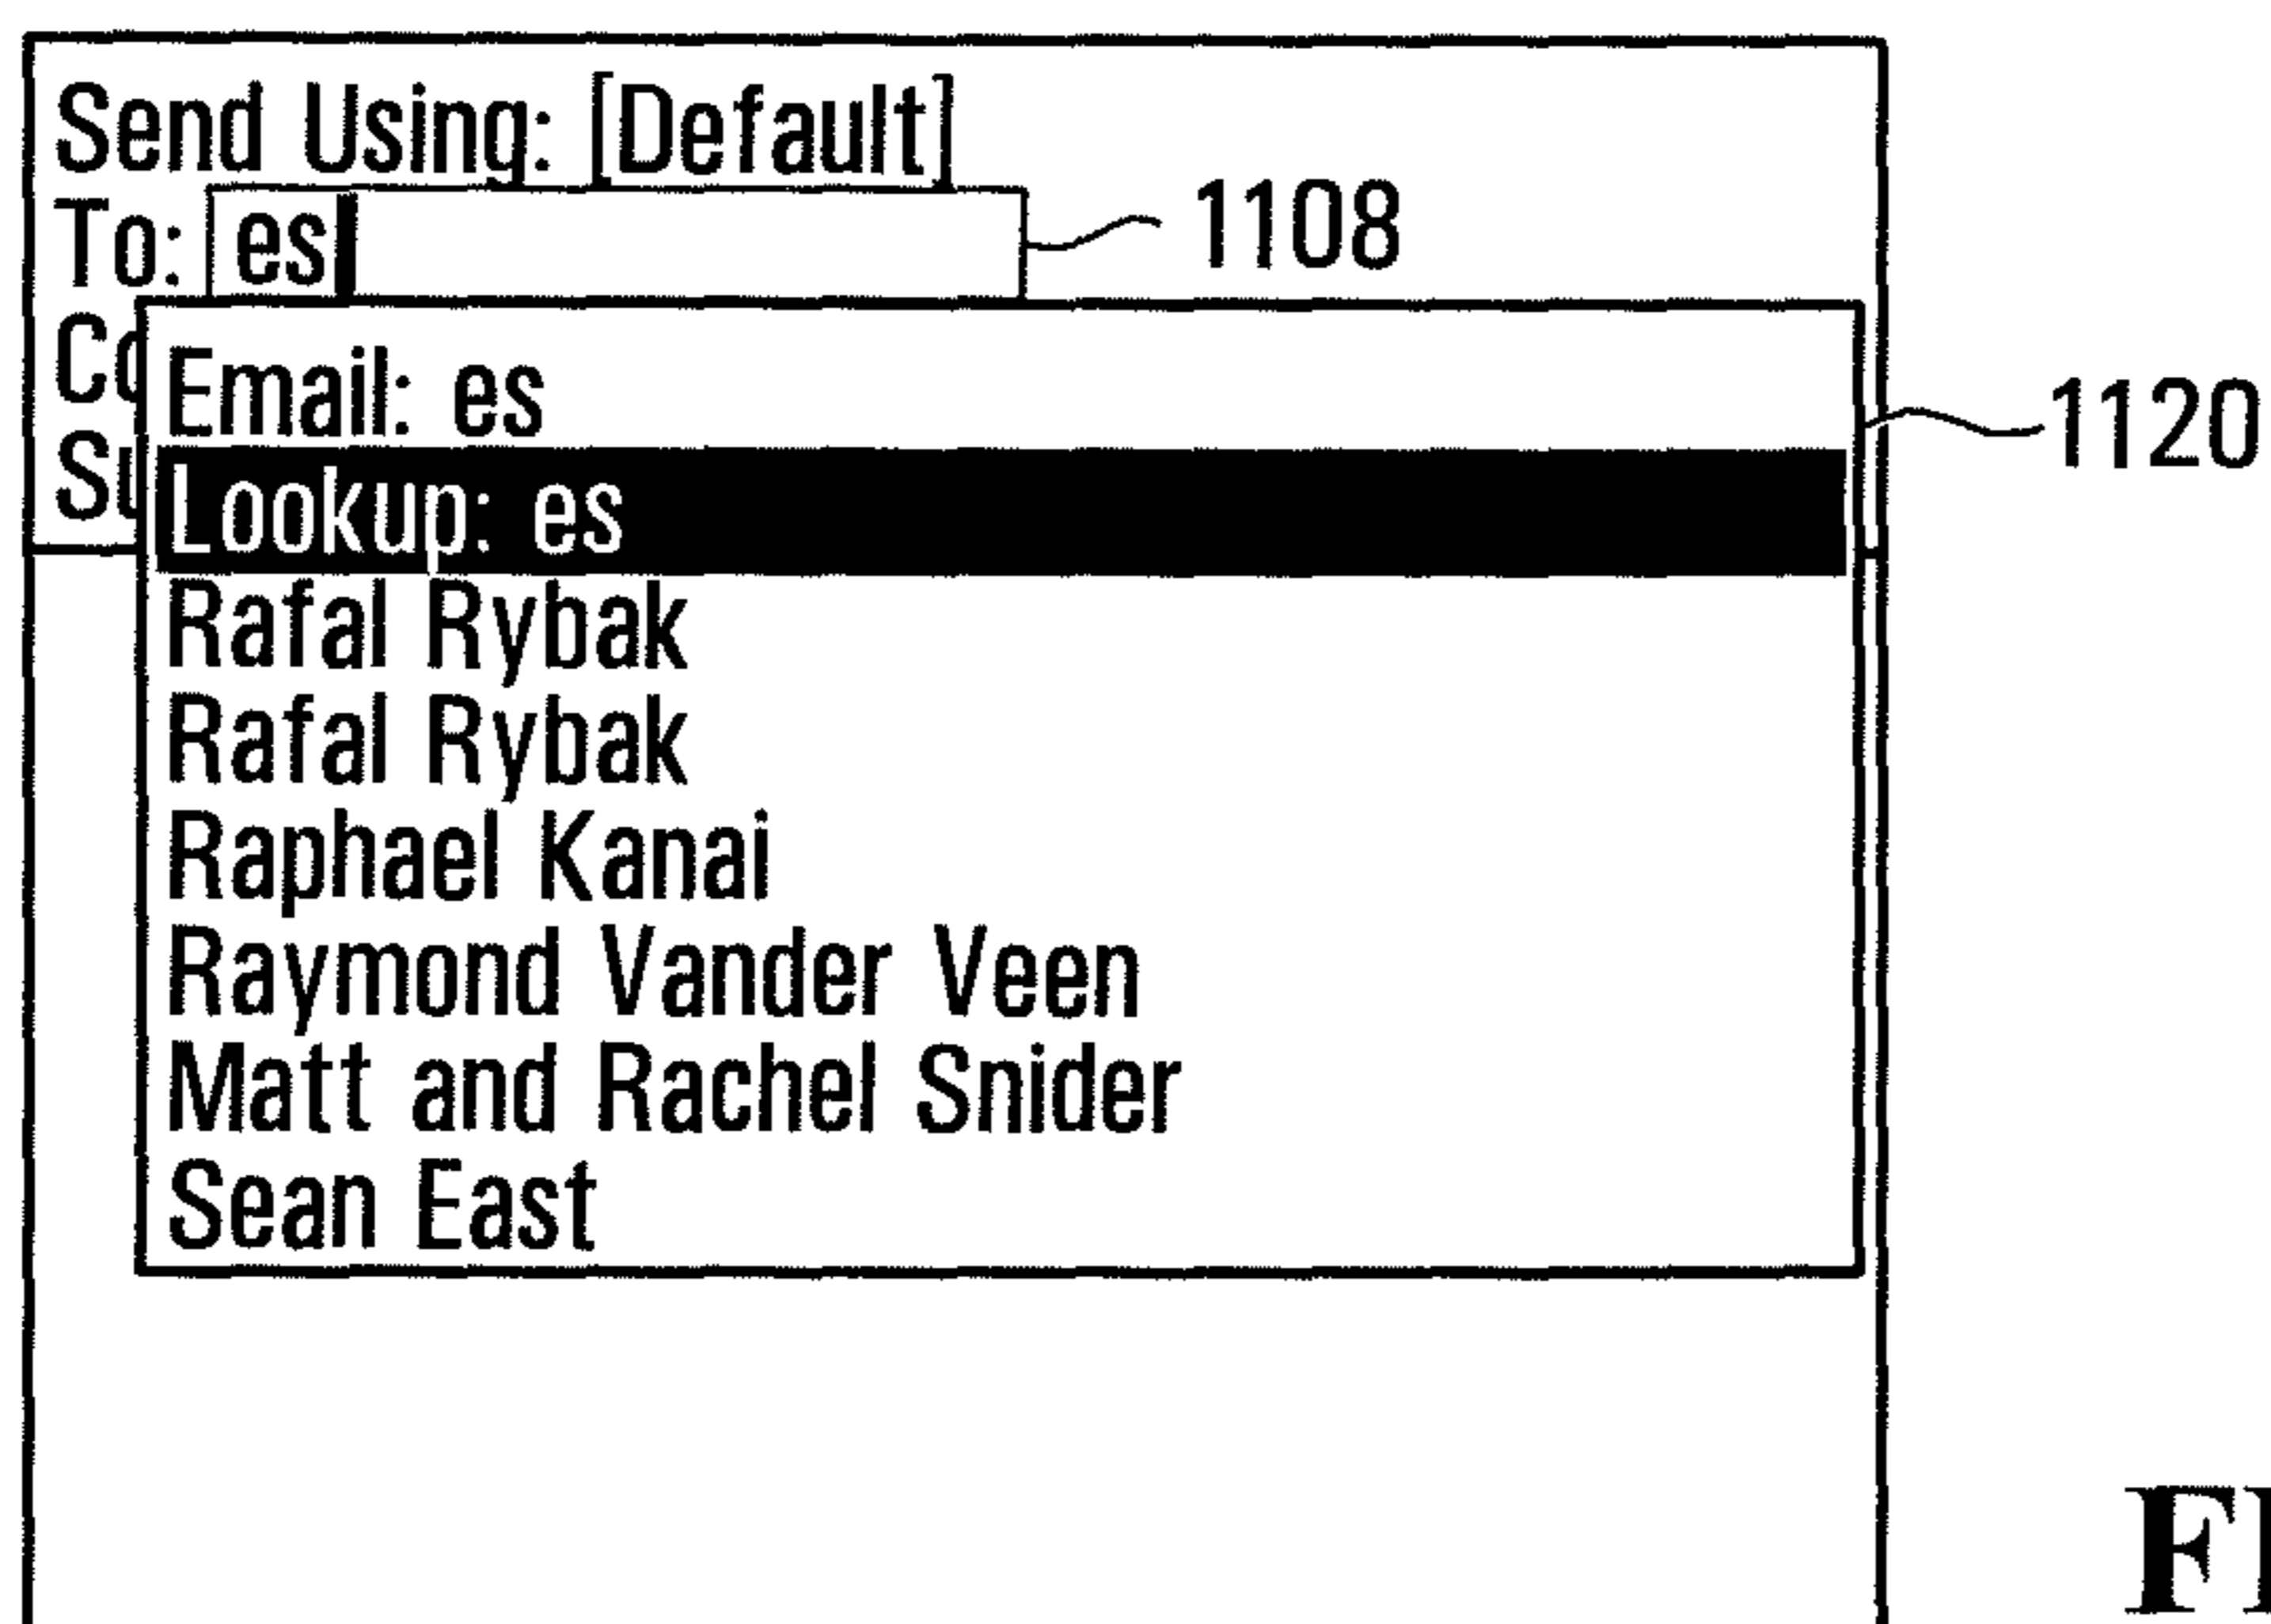 Send Using: [Default]
To: es 1108
Email: es
1120
Lookup: es
Rafal Rybak
Rafal Rybak
Raphael Kanai
Raymond Vander Veen
Matt and Rachel Snider
Sean East